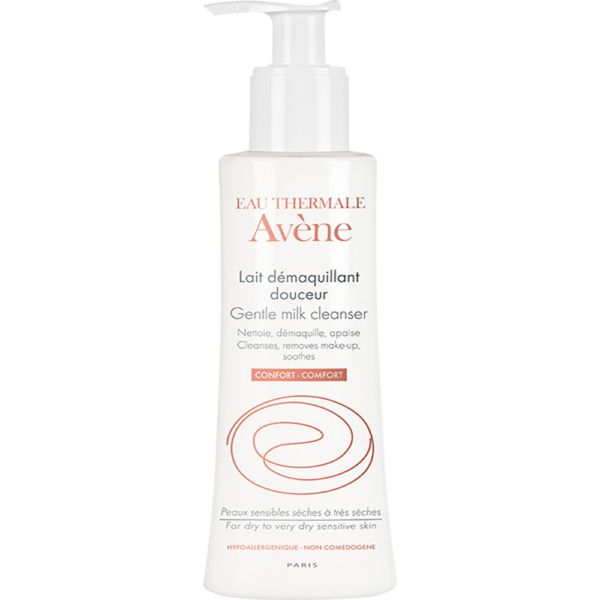 EAU THERMALE
Avène
Lait démaquillant
douceur
Gentle milk cleanser
Nettoie, démaquille, apaise
Cleanses, removes make-up,
soothes
CONFORT - COMFORT
Peaux sensibles sèches à très sèches
For dry to very dry sensitive skin
HYPOALLERGENIQUE - NON COMEDOGENE
PARIS